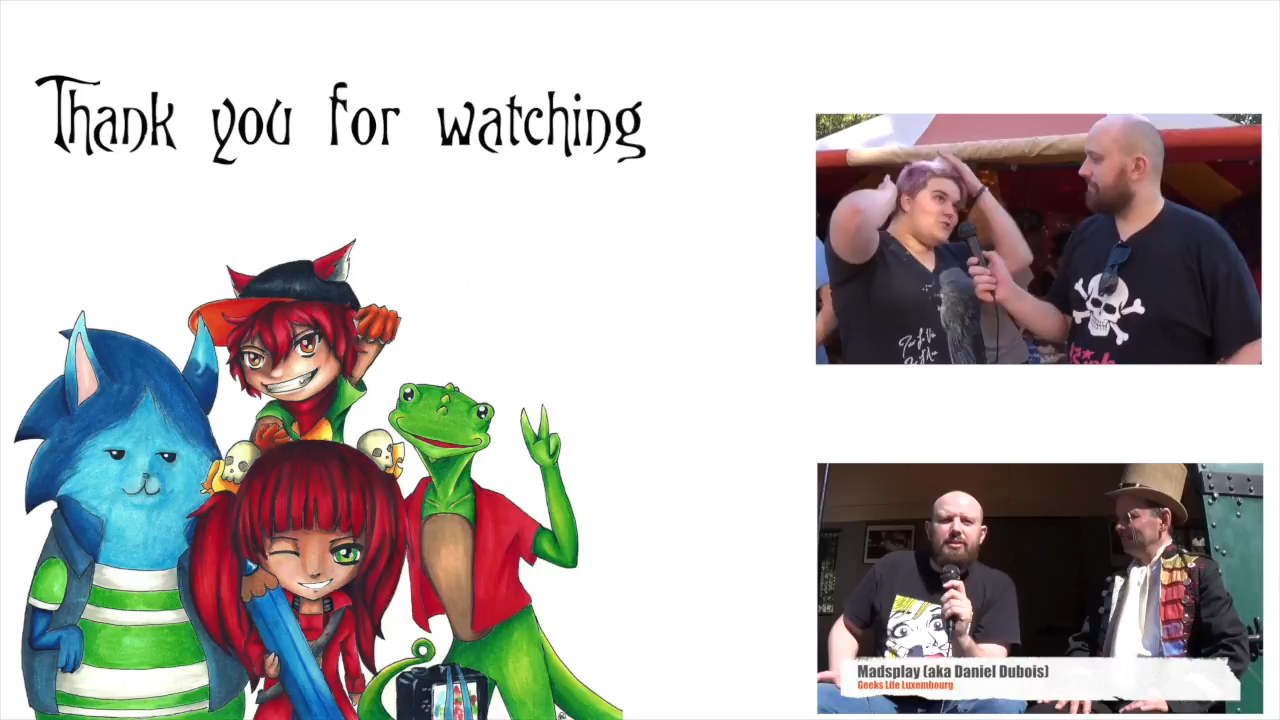 Thank you for watching
Madsplay (aka Daniel Dubois)
Geeks Life Luxembourg